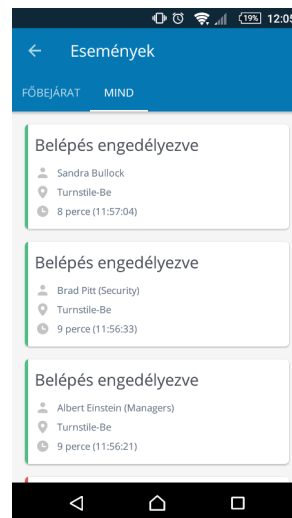 19% 12:05
Események
FŐBEJÁRAT MIND
Belépés engedélyezve
Sandra Bullock
Turnstile-Be
8 perce (11:57:04)
Belépés engedélyezve
Brad Pitt (Security)
Turnstile-Be
9 perce (11:56:33)
Belépés engedélyezve
Albert Einstein (Managers)
Turnstile-Be
9 perce (11:56:21)